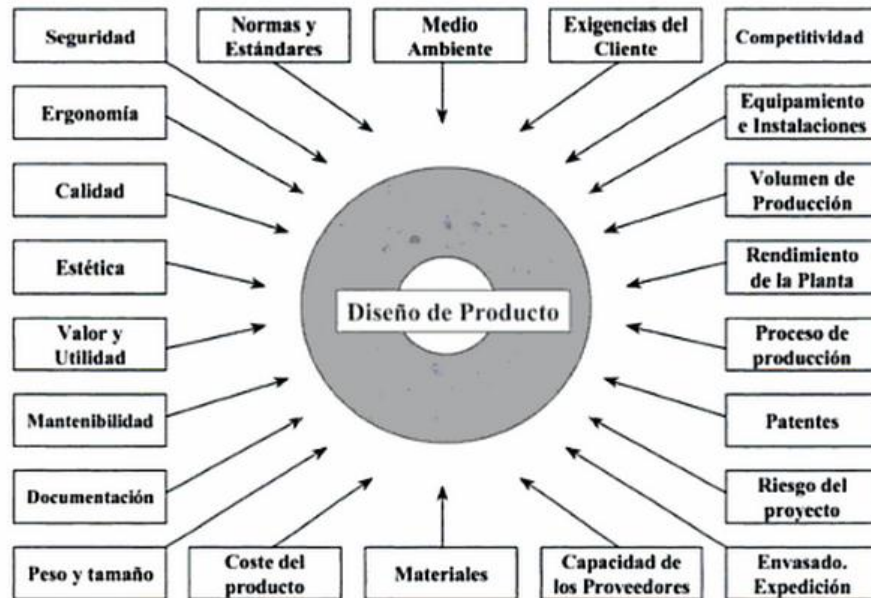 Seguridad
Normas y
Estándares
Medio
Ambiente
Exigencias del
Cliente
Competitividad
Ergonomía
Equipamiento
e Instalaciones
Calidad
Volumen de
Producción
Estética
Rendimiento
de la Planta
Diseño de Producto
Valor y
Utilidad
Proceso de
producción
Mantenibilidad
Patentes
Documentación
Riesgo del
proyecto
Peso y tamaño
Coste del
producto
Materiales
Capacidad de
los Proveedores
Envasado.
Expedición